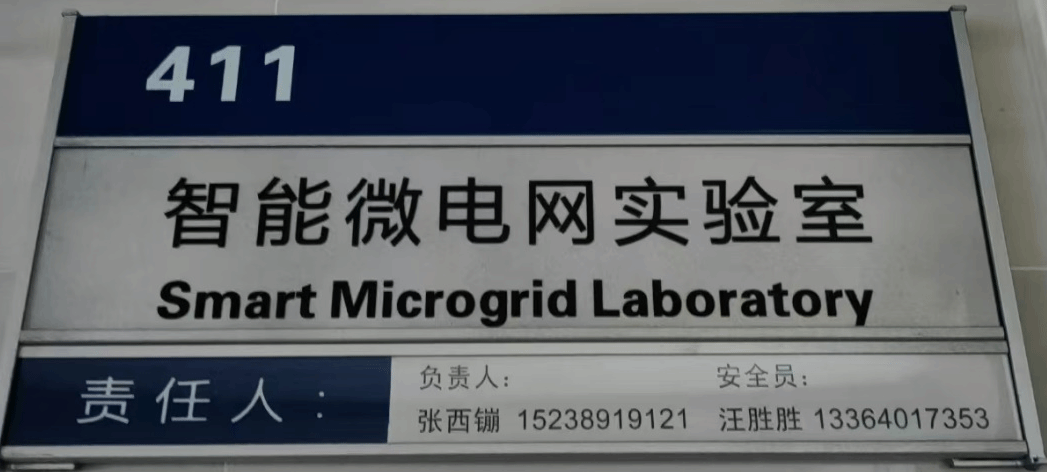 411
智能微电网实验室
Smart Microgrid Laboratory
责任人：
负责人： 安全员：
张西镚 15238919121 汪胜胜 13364017353